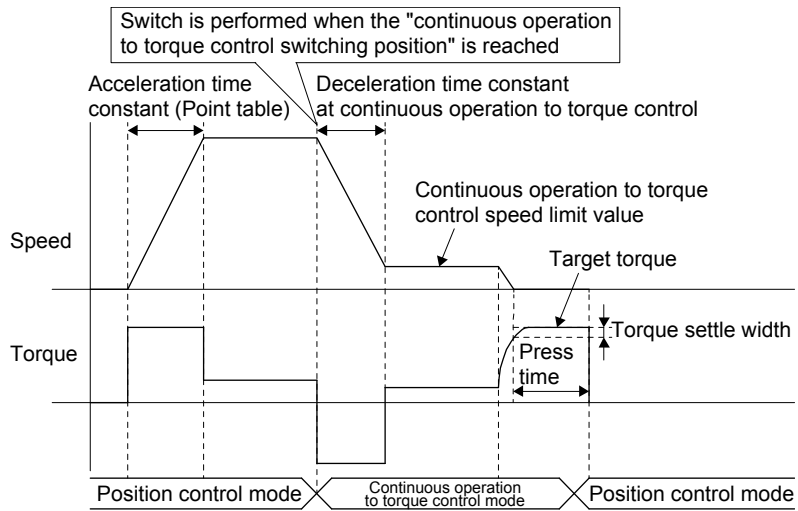 Switch is performed when the "continuous operation
to torque control switching position" is reached
Acceleration time
constant (Point table)
Deceleration time constant
at continuous operation to torque control
Continuous operation to torque
control speed limit value
Speed
Target torque
Torque settle width
Torque
Press
time
Position control mode
Continuous operation
to torque control mode
Position control mode